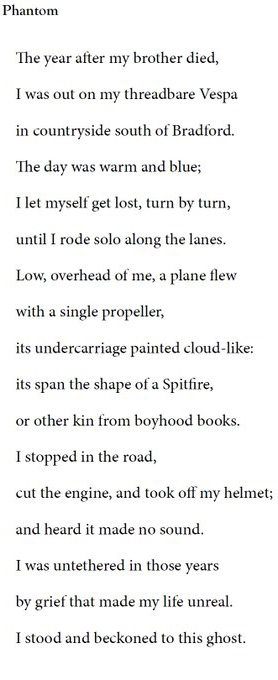 Phantom
The year after my brother died,
I was out on my threadbare Vespa
in countryside south of Bradford.
The day was warm and blue;
I let myself get lost, turn by turn,
until I rode solo along the lanes.
Low, overhead of me, a plane flew
with a single propeller,
its undercarriage painted cloud-like:
its span the shape of a Spitfire,
or other kin from boyhood books.
I stopped in the road,
cut the engine, and took off my helmet;
and heard it made no sound.
I was untethered in those years
by grief that made my life unreal.
I stood and beckoned to this ghost.